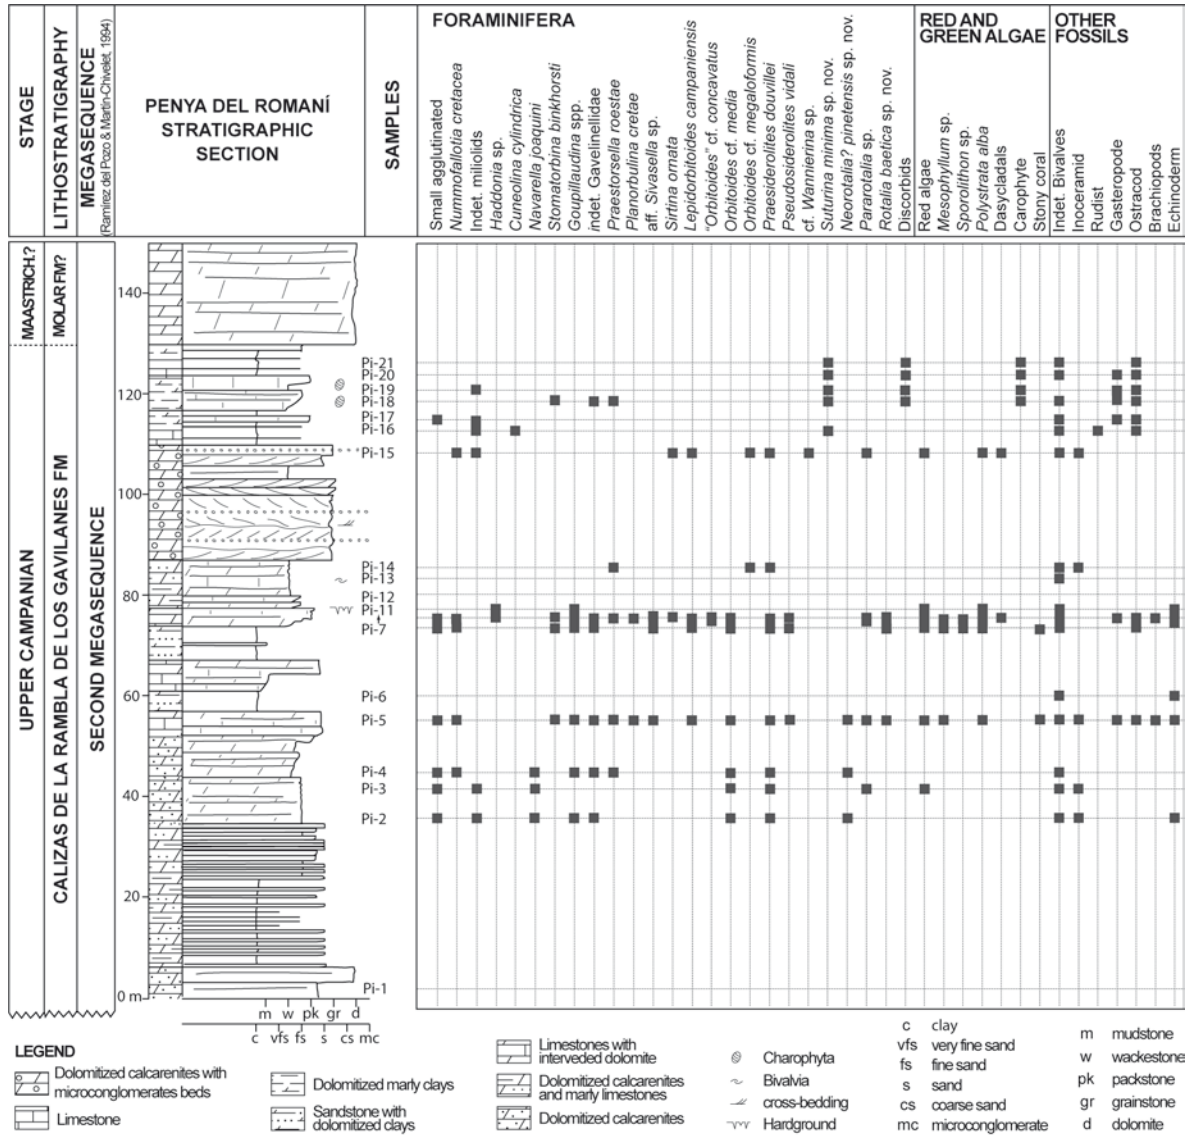 STAGE
LITHOSTRATIGRAPHY
MEGASEQUENCE
(Ramírez del Pozo & Martín-Chivelet, 1994)
PENYA DEL ROMANÍ
STRATIGRAPHIC
SECTION
SAMPLES
FORAMINIFERA
Small agglutinated
Nummofallotia cretacea
Indet. miliolids
Haddonia sp.
Cuneolina cylindrica
Navarella joaquini
Stomatorbina binkhorsti
Goupillaudina spp.
indet. Gavelinellidae
Praestorrsella roestae
Planorbulina cretae
aff. Sivasella sp.
Sirtina ornata
Lepidorbitoides campaniensis
"Orbitoides" cf. concavatus
Orbitoides cf. media
Orbitoides cf. megaloformis
Praesiderolites douvillei
Pseudosiderolites vidali
cf. Wannierina sp.
Suturina minima sp. nov.
Neorotalia? pinetensis sp. nov.
Pararotalia sp.
Rotalia baetica sp. nov.
Discorbids
RED AND
GREEN ALGAE
Red algae
Mesophyllum sp.
Sporolithon sp.
Polystrata alba
Dasycladals
Carophyte
Stony coral
OTHER
FOSSILS
Indet. Bivalves
Inoceramid
Rudist
Gasteropode
Ostracod
Brachiopods
Echinoderm
MAASTRICH.?
MOLAR FM?
UPPER CAMPANIAN
CALIZAS DE LA RAMBLA DE LOS GAVILANES FM
SECOND MEGASEQUENCE
140
120
100
80
60
40
20
0 m
Pi-21
Pi-20
Pi-19
Pi-18
Pi-17
Pi-16
Pi-15
Pi-14
Pi-13
Pi-12
Pi-11
Pi-7
Pi-6
Pi-5
Pi-4
Pi-3
Pi-2
Pi-1
m w pk gr d
c vfs fs s cs mc
LEGEND
Dolomitized calcarenites with
microconglomerates beds
Limestone
Dolomitized marly clays
Sandstone with
dolomitized clays
Limestones with
interveded dolomite
Dolomitized calcarenites
and marly limestones
Dolomitized calcarenites
Charophyta
Bivalvia
cross-bedding
Hardground
c clay
vfs very fine sand
fs fine sand
s sand
cs coarse sand
mc microconglomerate
m mudstone
w wackestone
pk packstone
gr grainstone
d dolomite